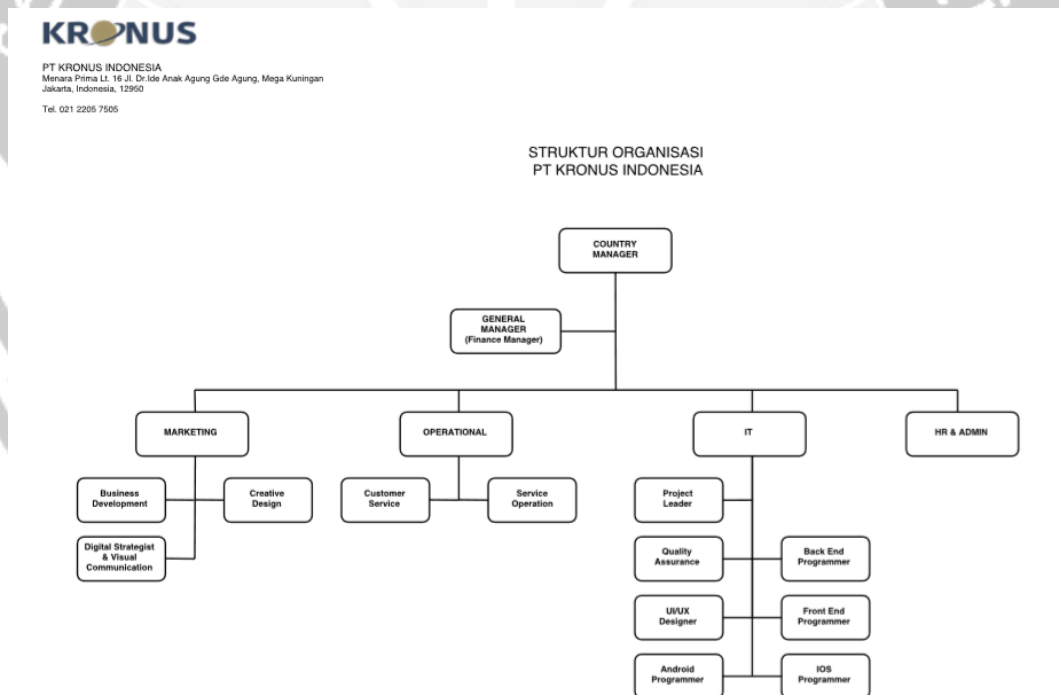 KRONUS
PT KRONUS INDONESIA
Menara Prima Lt. 16 Jl. Dr.Ide Anak Agung Gde Agung, Mega Kuningan
Jakarta, Indonesia, 12950
Tel. 021 2205 7505
STRUKTUR ORGANISASI
PT KRONUS INDONESIA
COUNTRY
MANAGER
GENERAL
MANAGER
(Finance Manager)
MARKETING
OPERATIONAL
IT
HR & ADMIN
Business
Development
Creative
Design
Digital Strategist
& Visual
Communication
Customer
Service
Service
Operation
Project
Leader
Quality
Assurance
Back End
Programmer
UI/UX
Designer
Front End
Programmer
Android
Programmer
IOS
Programmer